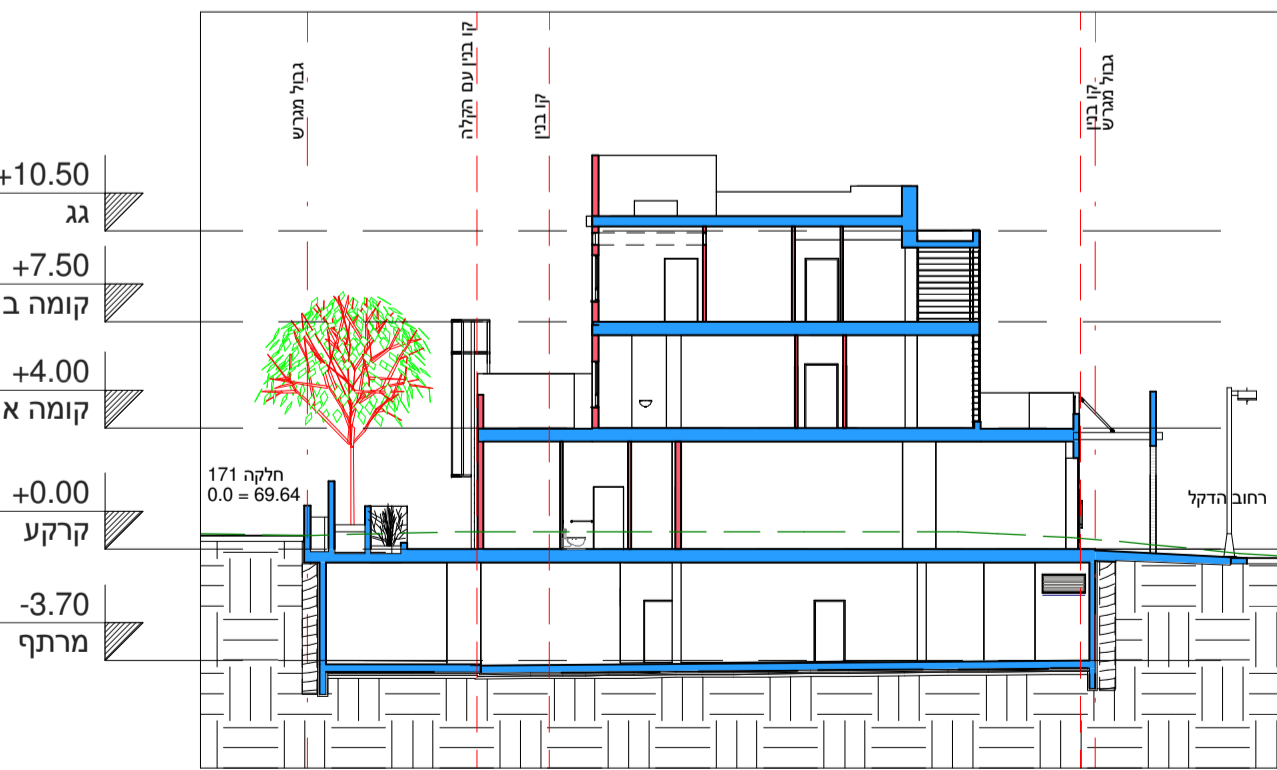 גבול מגרש
קו בנין עם הקלה
קו בנין
קו בנין
גבול מגרש
+10.50
גג
+7.50
קומה ב
+4.00
קומה א
חלקה 171
0.0 = 69.64
רחוב הדקל
+0.00
קרקע
-3.70
מרתף